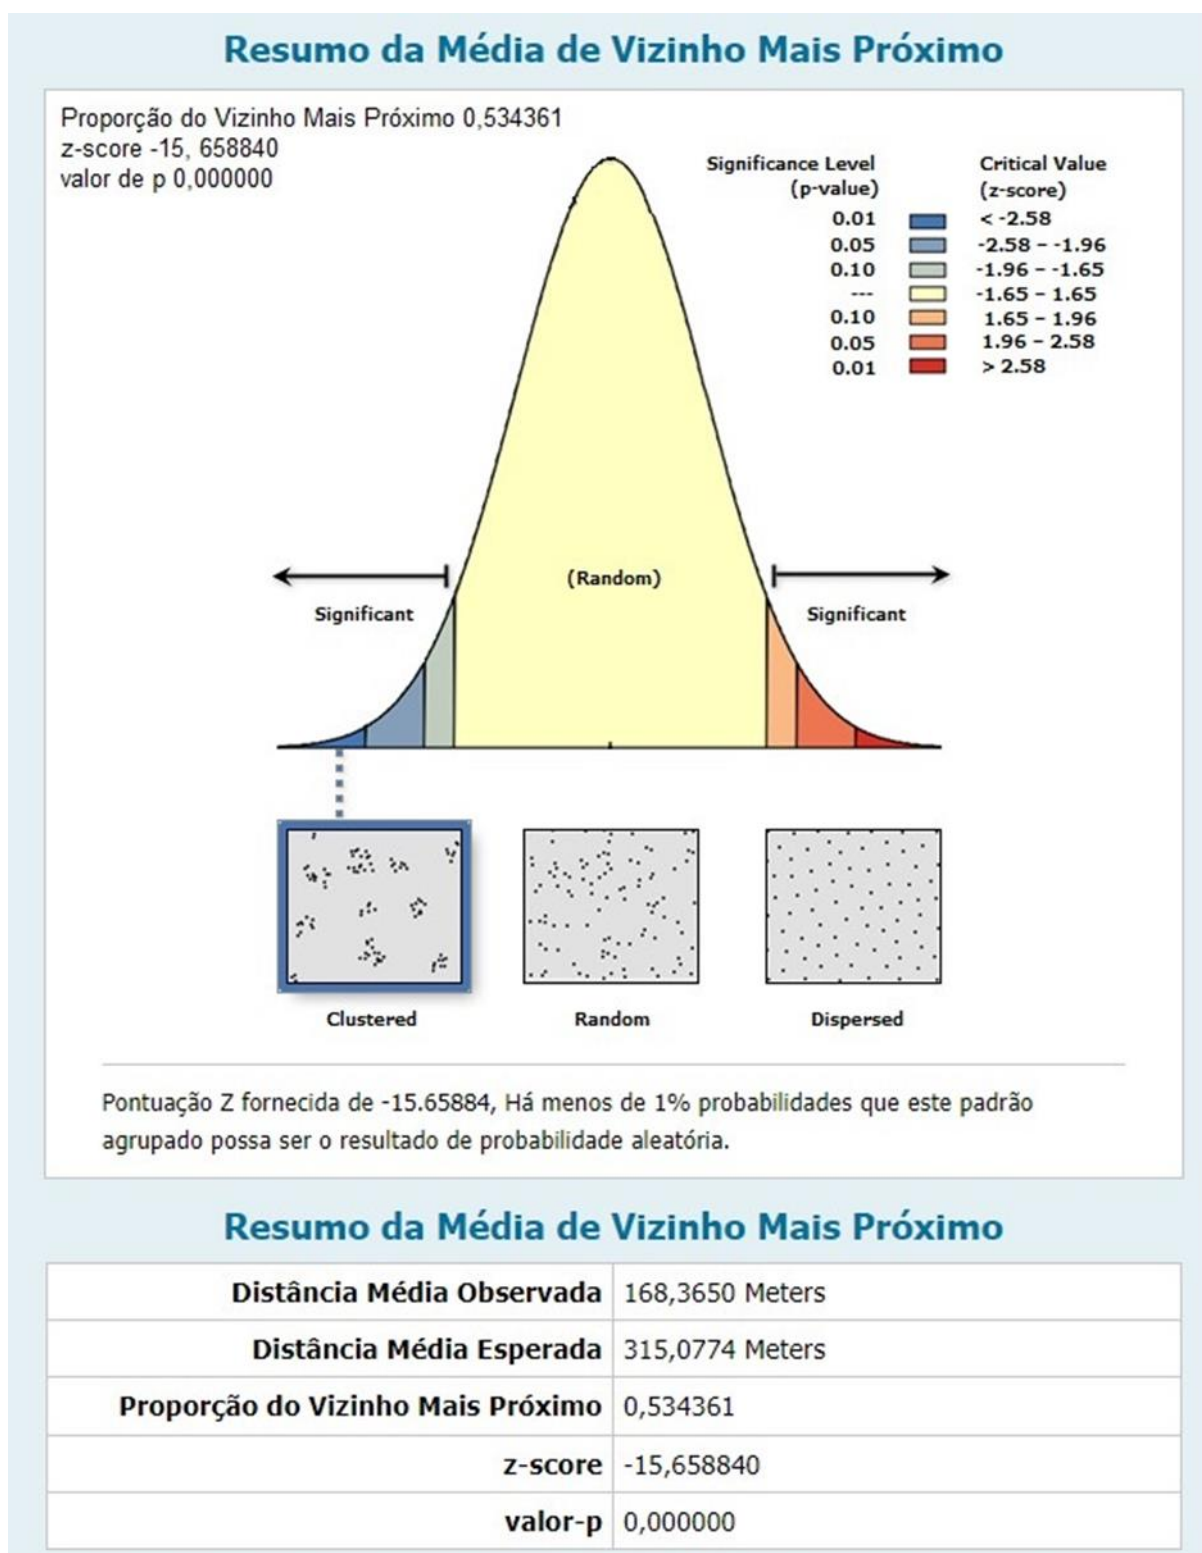 Resumo da Média de Vizinho Mais Próximo
Proporção do Vizinho Mais Próximo 0,534361
z-score -15, 658840
valor de p 0,000000
Significance Level
(p-value)
Critical Value
(z-score)
0.01 < -2.58
0.05 -2.58 – -1.96
0.10 -1.96 – -1.65
--- -1.65 – 1.65
0.10 1.65 – 1.96
0.05 1.96 – 2.58
0.01 > 2.58
(Random)
Significant
Significant
Clustered
Random
Dispersed
Pontuação Z fornecida de -15.65884, Há menos de 1% probabilidades que este padrão
agrupado possa ser o resultado de probabilidade aleatória.
Resumo da Média de Vizinho Mais Próximo
Distância Média Observada 168,3650 Meters
Distância Média Esperada 315,0774 Meters
Proporção do Vizinho Mais Próximo 0,534361
z-score -15,658840
valor-p 0,000000